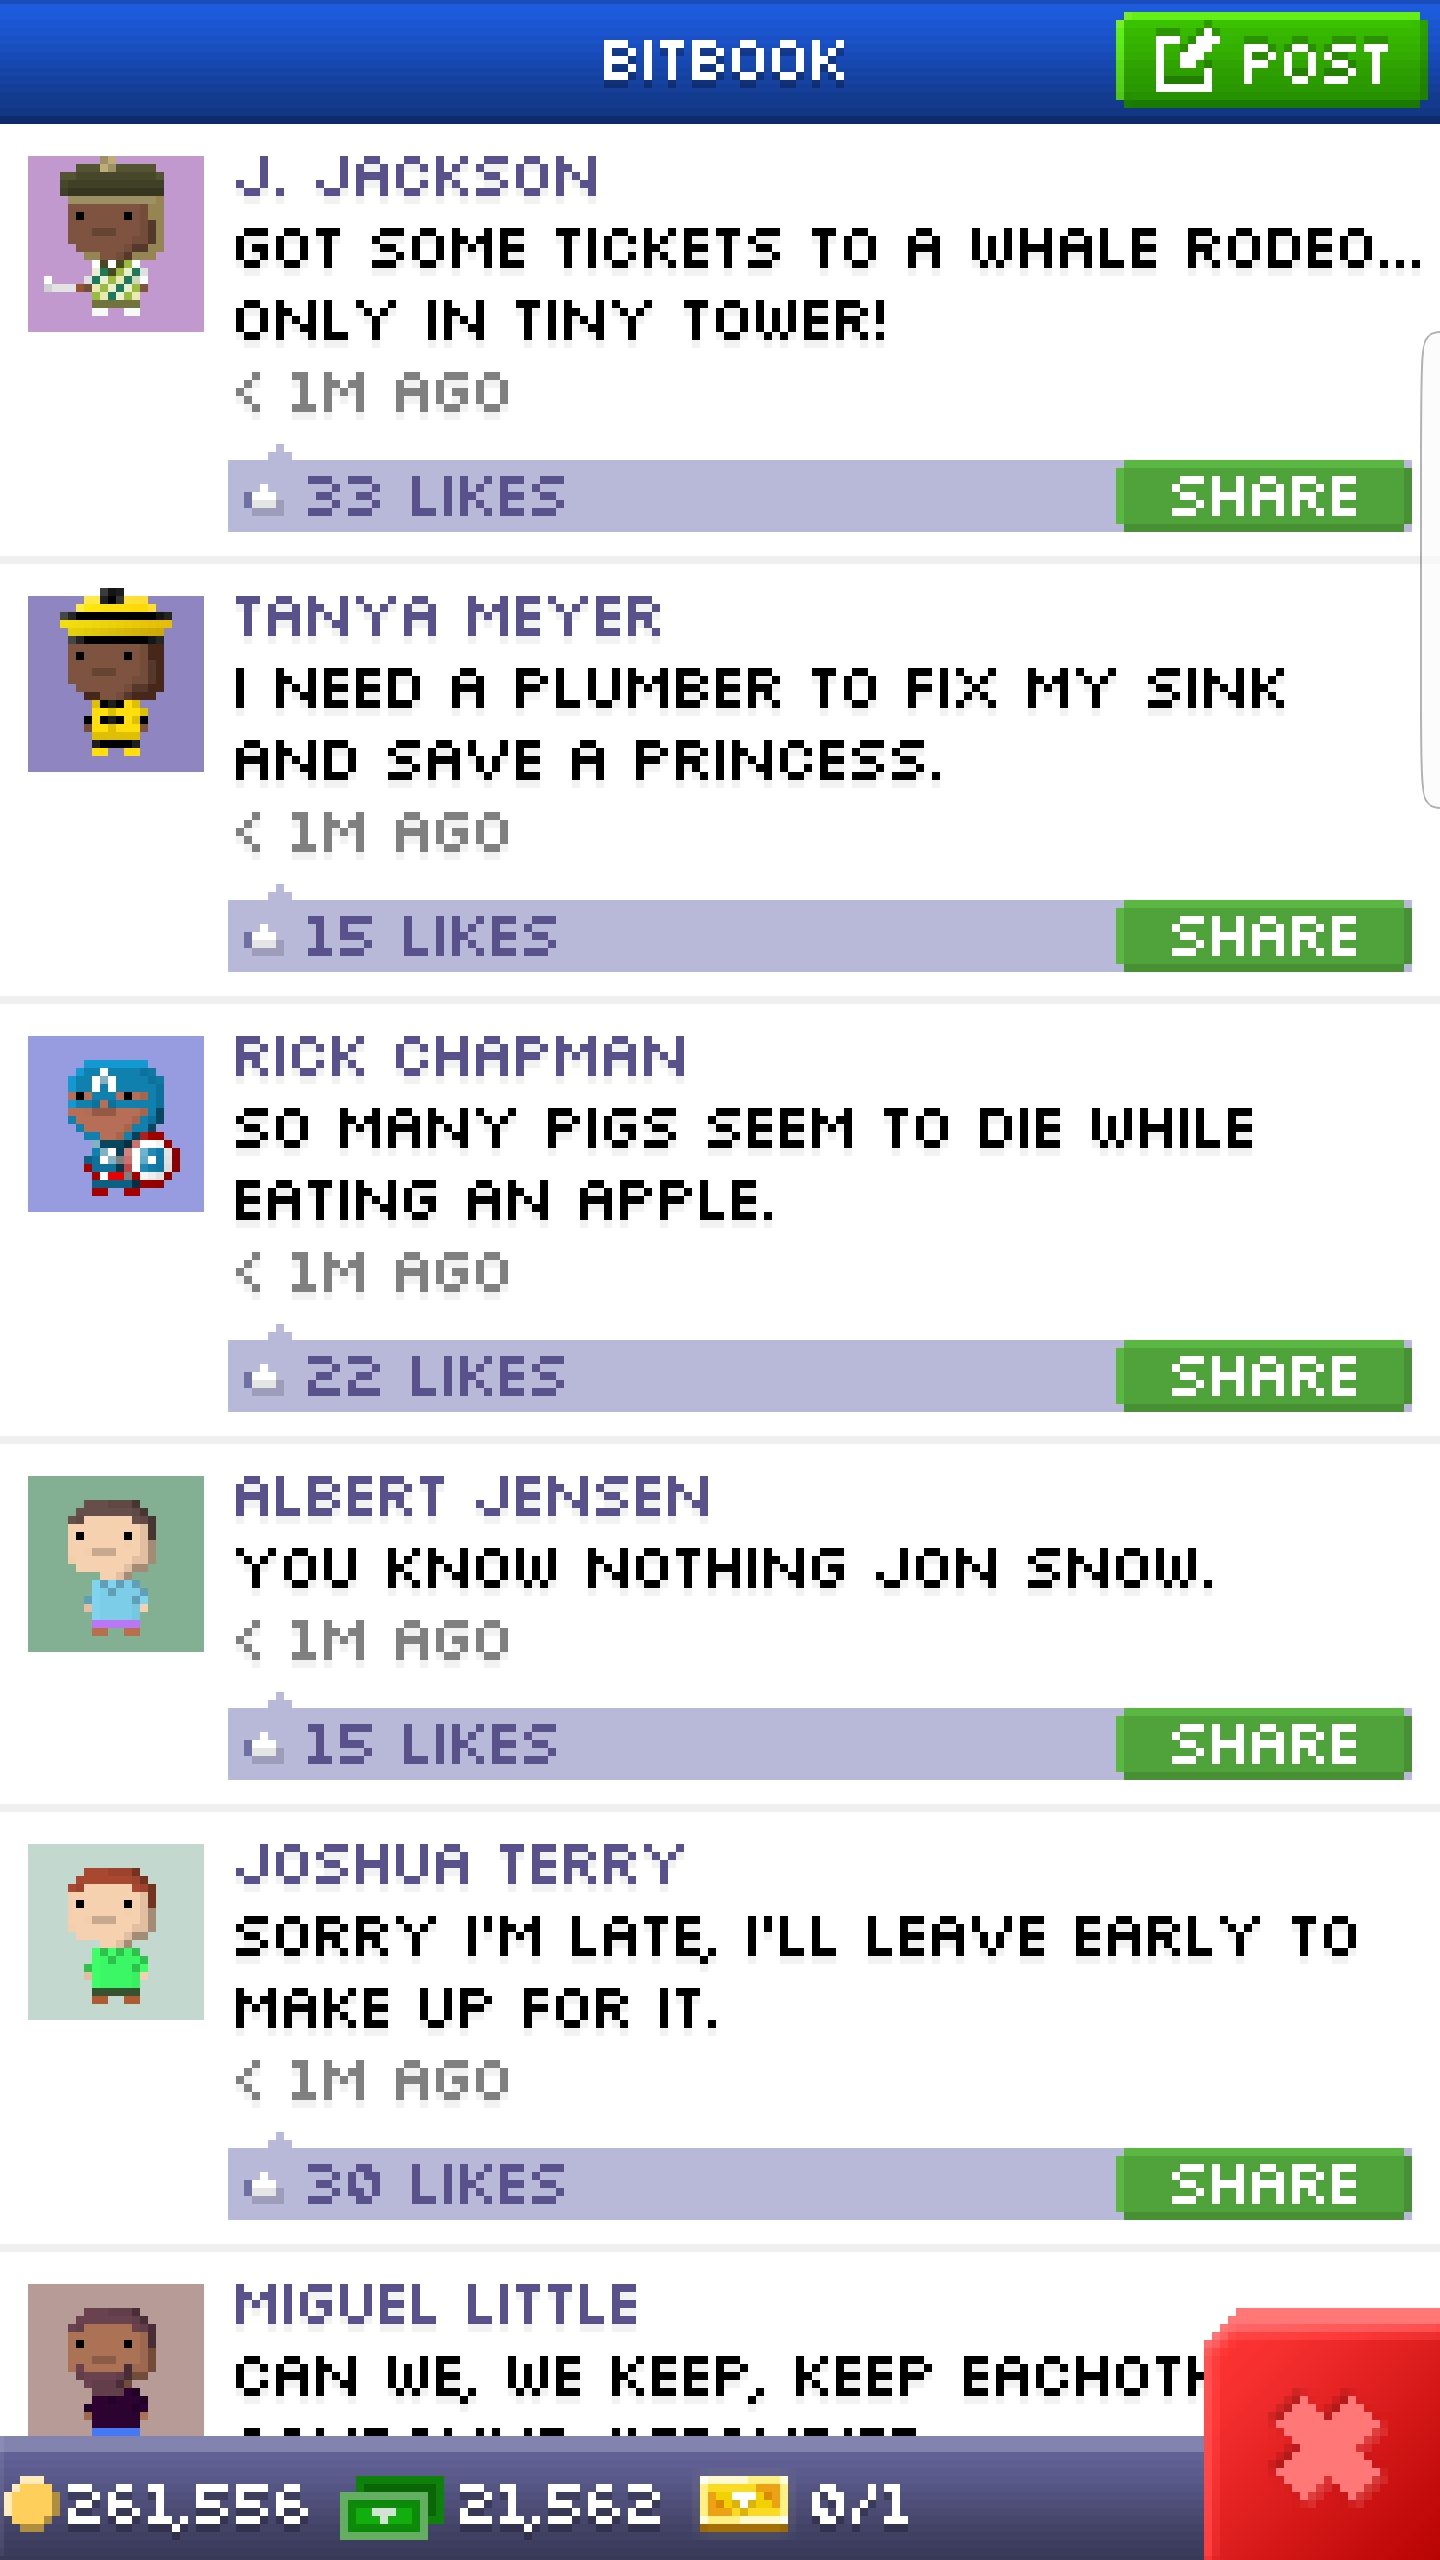 BITBOOK
POST
J. JACKSON
GOT SOME TICKETS TO A WHALE RODEO...
ONLY IN TINY TOWER!
< 1M AGO
33 LIKES
SHARE
TANYA MEYER
I NEED A PLUMBER TO FIX MY SINK
AND SAVE A PRINCESS.
< 1M AGO
15 LIKES
SHARE
RICK CHAPMAN
SO MANY PIGS SEEM TO DIE WHILE
EATING AN APPLE.
< 1M AGO
22 LIKES
SHARE
ALBERT JENSEN
YOU KNOW NOTHING JON SNOW.
< 1M AGO
15 LIKES
SHARE
JOSHUA TERRY
SORRY I'M LATE, I'LL LEAVE EARLY TO
MAKE UP FOR IT.
< 1M AGO
30 LIKES
SHARE
MIGUEL LITTLE
CAN WE, WE KEEP, KEEP EACHOTH
261,556
21,562
0/1